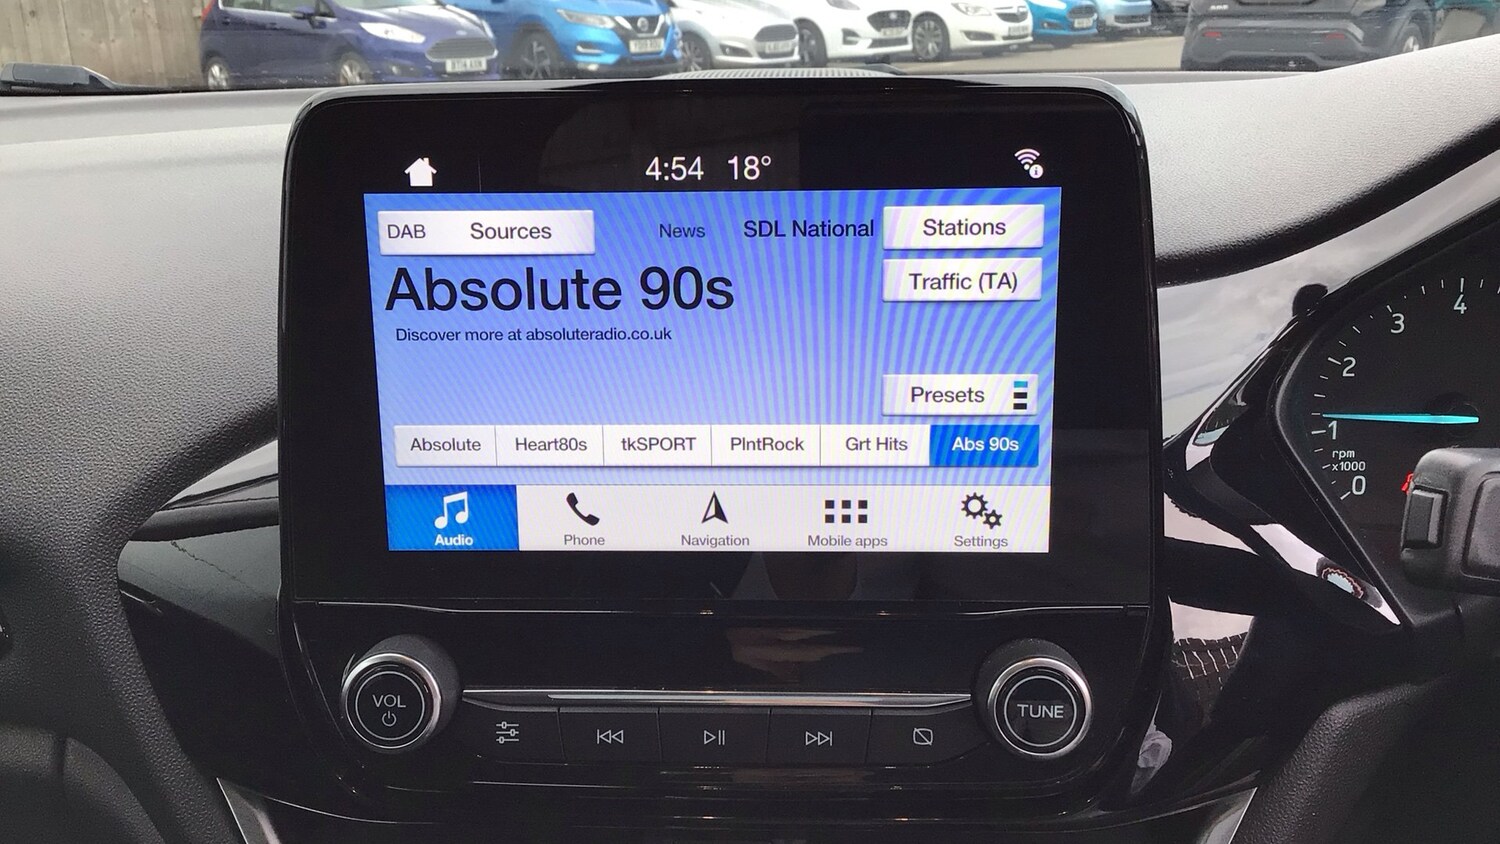 4:54 18°
DAB Sources News SDL National Stations
Absolute 90s
Traffic (TA)
Discover more at absoluteradio.co.uk
Presets
Absolute Heart80s tkSPORT PlntRock Grt Hits Abs 90s
Audio Phone Navigation Mobile apps Settings
VOL
TUNE
4
3
2
1
rpm
x1000
0